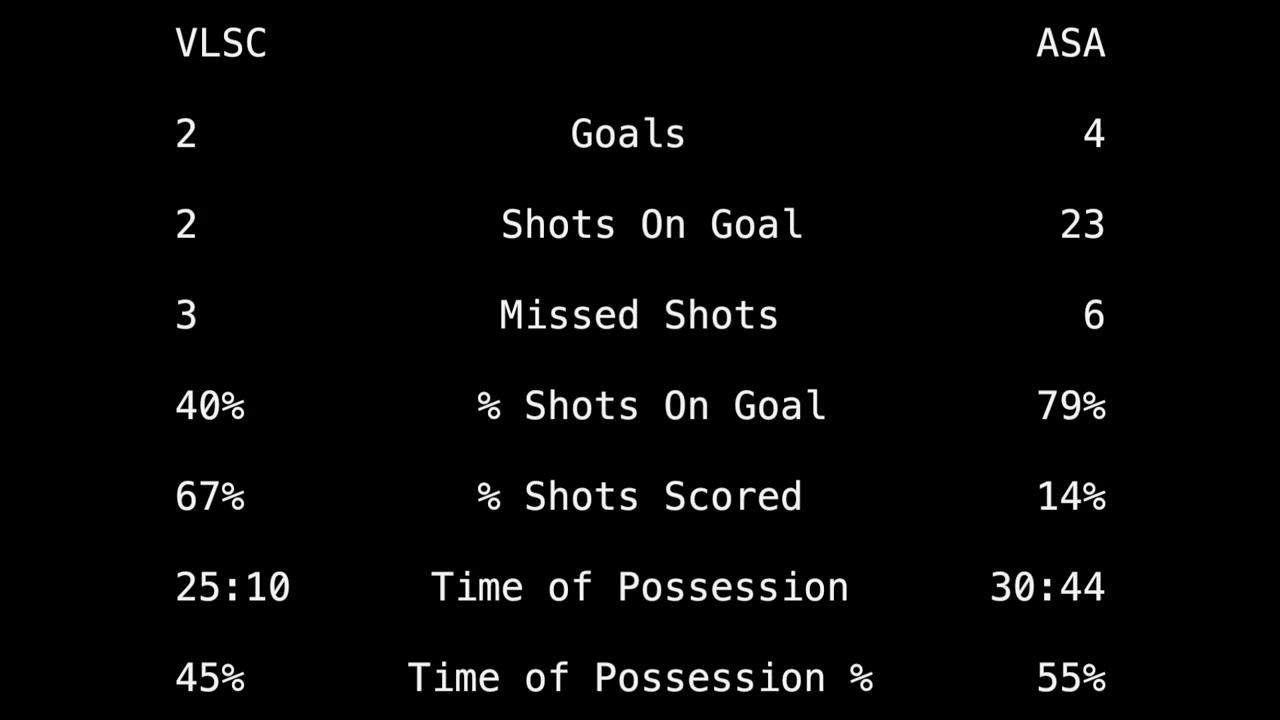 VLSC ASA
2 Goals 4
2 Shots On Goal 23
3 Missed Shots 6
40% % Shots On Goal 79%
67% % Shots Scored 14%
25:10 Time of Possession 30:44
45% Time of Possession % 55%